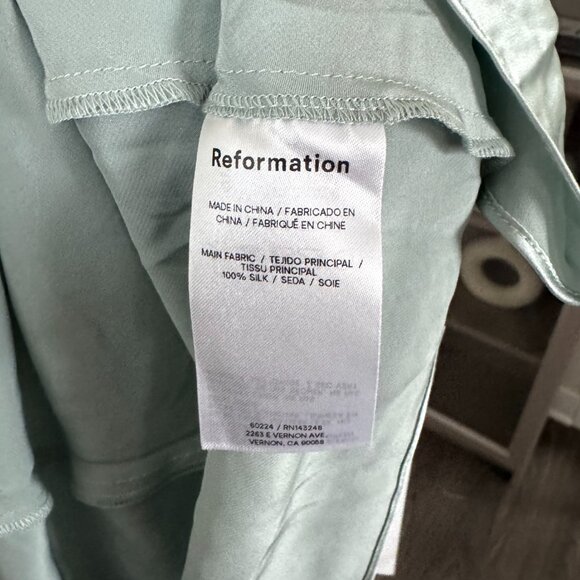 Reformation
MADE IN CHINA / FABRICADO EN
CHINA / FABRIQUÉ EN CHINE
MAIN FABRIC / TEJIDO PRINCIPAL /
TISSU PRINCIPAL
100% SILK / SEDA / SOIE
60224 / RN143248
2263 E VERNON AVE.
VERNON, CA 90058